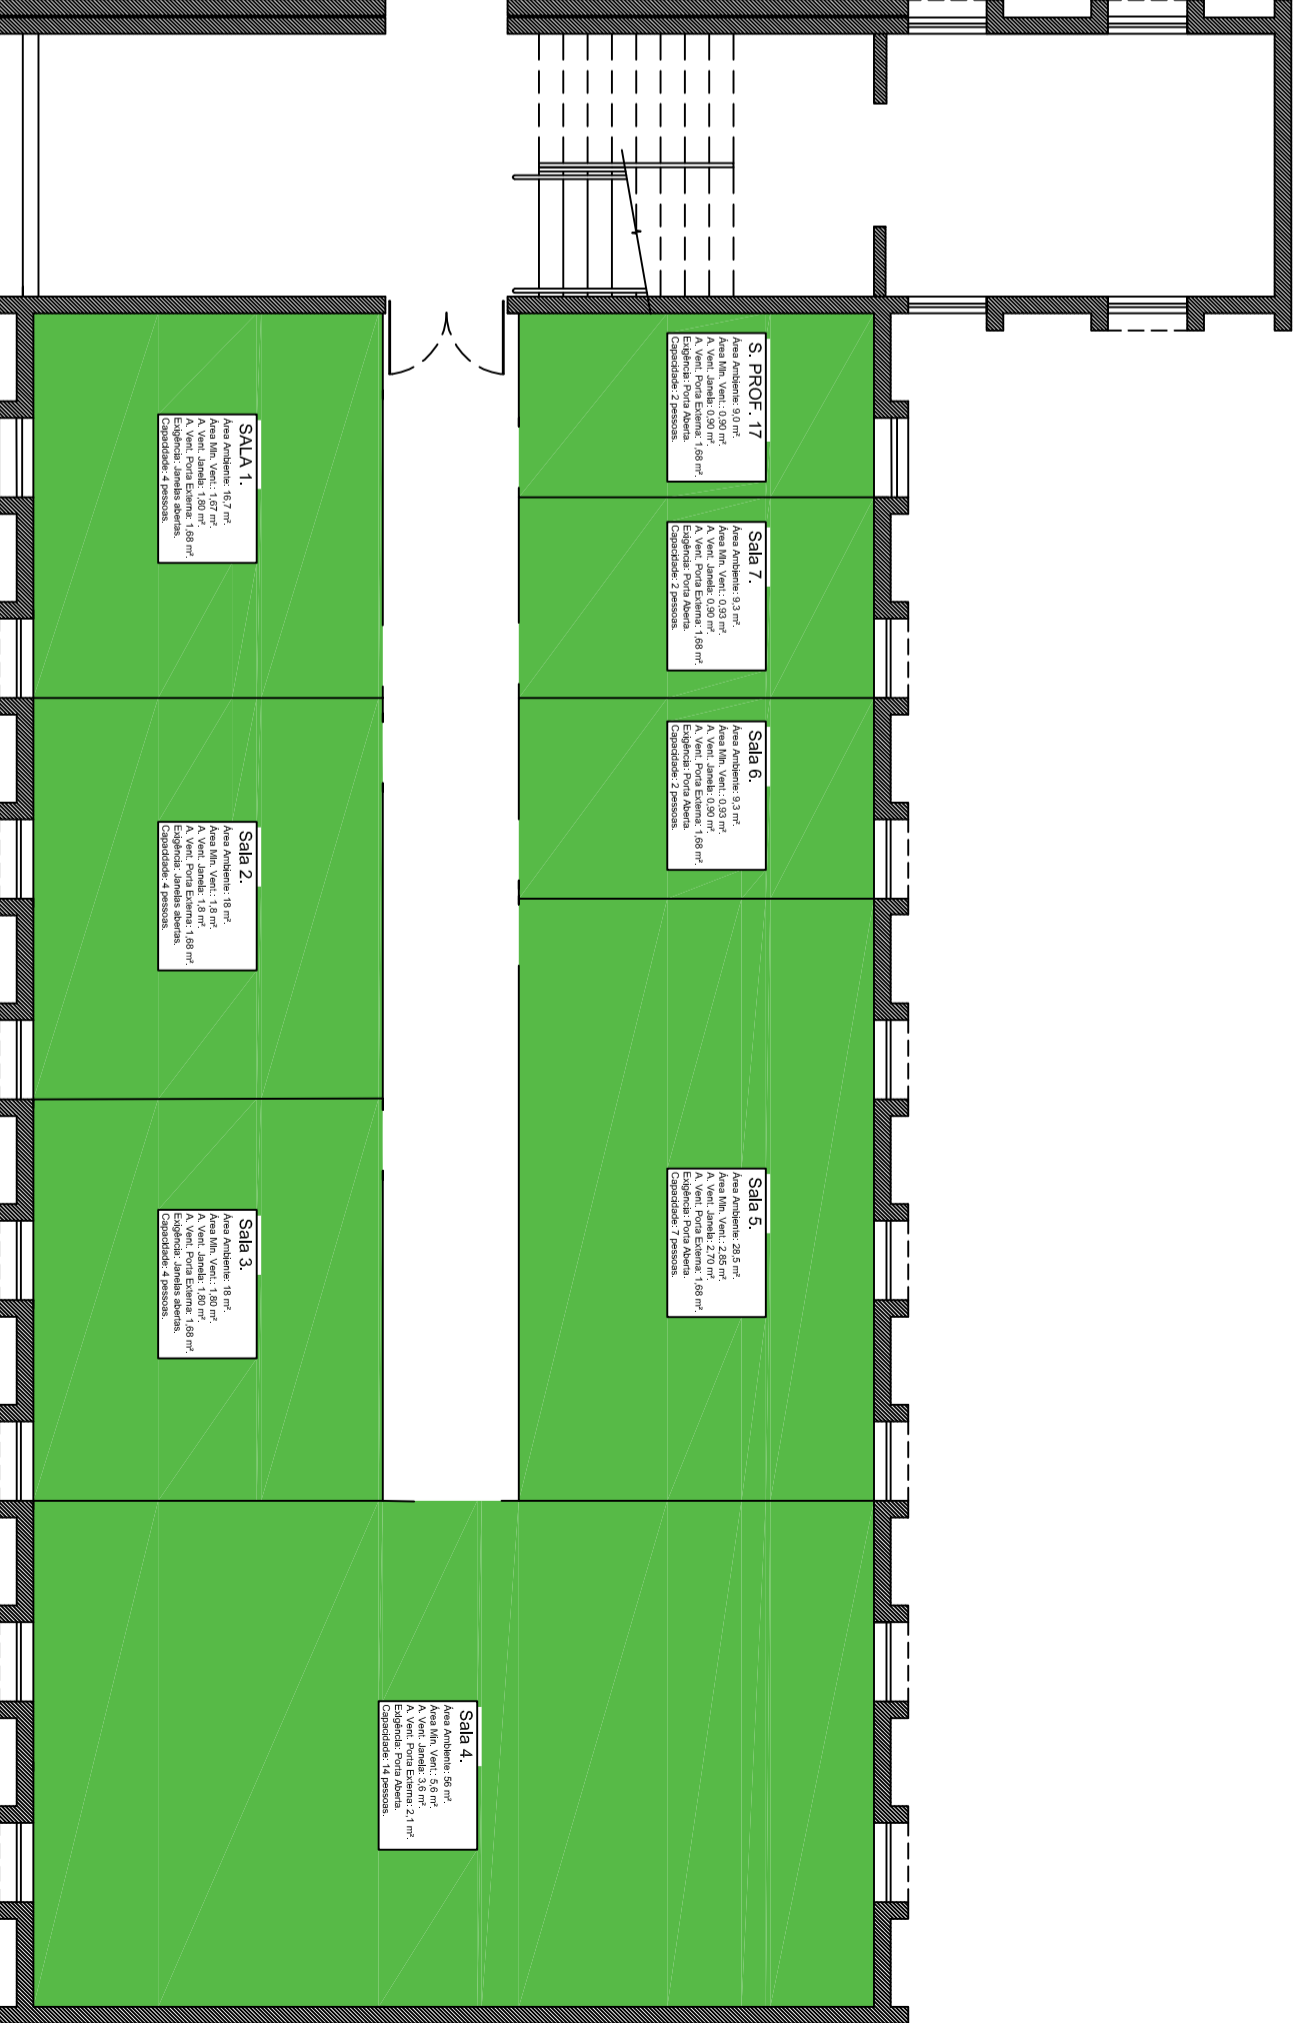 SALA 1.
Área Ambiente: 16,7 m².
Área Mín. Vent.: 1,67 m².
A. Vent. Janela: 1,80 m².
A. Vent. Porta Externa: 1,68 m².
Exigência: Janelas abertas.
Capacidade: 4 pessoas.
Sala 2.
Área Ambiente: 18 m².
Área Mín. Vent.: 1,8 m².
A. Vent. Janela: 1,8 m².
A. Vent. Porta Externa: 1,68 m².
Exigência: Janelas abertas.
Capacidade: 4 pessoas.
Sala 3.
Área Ambiente: 18 m².
Área Mín. Vent.: 1,80 m².
A. Vent. Janela: 1,80 m².
A. Vent. Porta Externa: 1,68 m².
Exigência: Janelas abertas.
Capacidade: 4 pessoas.
Sala 4.
Área Ambiente: 56 m².
Área Mín. Vent.: 5,6 m².
A. Vent. Janela: 3,6 m².
A. Vent. Porta Externa: 2,1 m².
Exigência: Porta Aberta.
Capacidade: 14 pessoas.
Sala 5.
Área Ambiente: 28,5 m².
Área Mín. Vent.: 2,85 m².
A. Vent. Janela: 2,70 m².
A. Vent. Porta Externa: 1,68 m².
Exigência: Porta Aberta.
Capacidade: 7 pessoas.
Sala 6.
Área Ambiente: 9,3 m².
Área Mín. Vent.: 0,93 m².
A. Vent. Janela: 0,90 m².
A. Vent. Porta Externa: 1,68 m².
Exigência: Porta Aberta.
Capacidade: 2 pessoas.
Sala 7.
Área Ambiente: 9,3 m².
Área Mín. Vent.: 0,93 m².
A. Vent. Janela: 0,90 m².
A. Vent. Porta Externa: 1,68 m².
Exigência: Porta Aberta.
Capacidade: 2 pessoas.
S. PROF. 17
Área Ambiente: 9,0 m².
Área Mín. Vent.: 0,90 m².
A. Vent. Janela: 0,90 m².
A. Vent. Porta Externa: 1,68 m².
Exigência: Porta Aberta.
Capacidade: 2 pessoas.